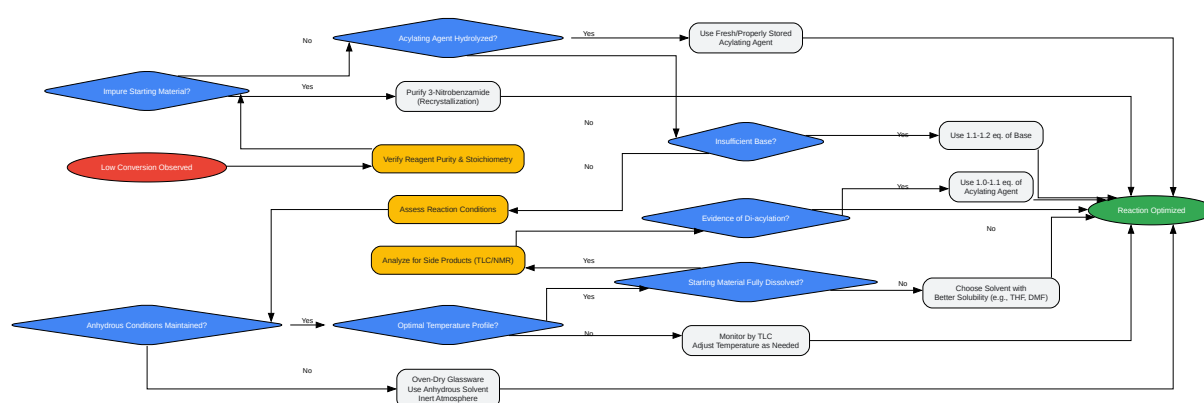 Acylating Agent Hydrolyzed?
No
Yes
Use Fresh/Properly Stored
Acylating Agent
Impure Starting Material?
Yes
Purify 3-Nitrobenzamide
(Recrystallization)
No
Insufficient Base?
Yes
Use 1.1-1.2 eq. of Base
Low Conversion Observed
Verify Reagent Purity & Stoichiometry
No
Yes
Use 1.0-1.1 eq. of
Acylating Agent
Assess Reaction Conditions
Evidence of Di-acylation?
Reaction Optimized
No
Analyze for Side Products (TLC/NMR)
Yes
Starting Material Fully Dissolved?
No
Choose Solvent with
Better Solubility (e.g., THF, DMF)
Yes
Anhydrous Conditions Maintained?
Yes
Optimal Temperature Profile?
No
Monitor by TLC
Adjust Temperature as Needed
No
Oven-Dry Glassware
Use Anhydrous Solvent
Inert Atmosphere